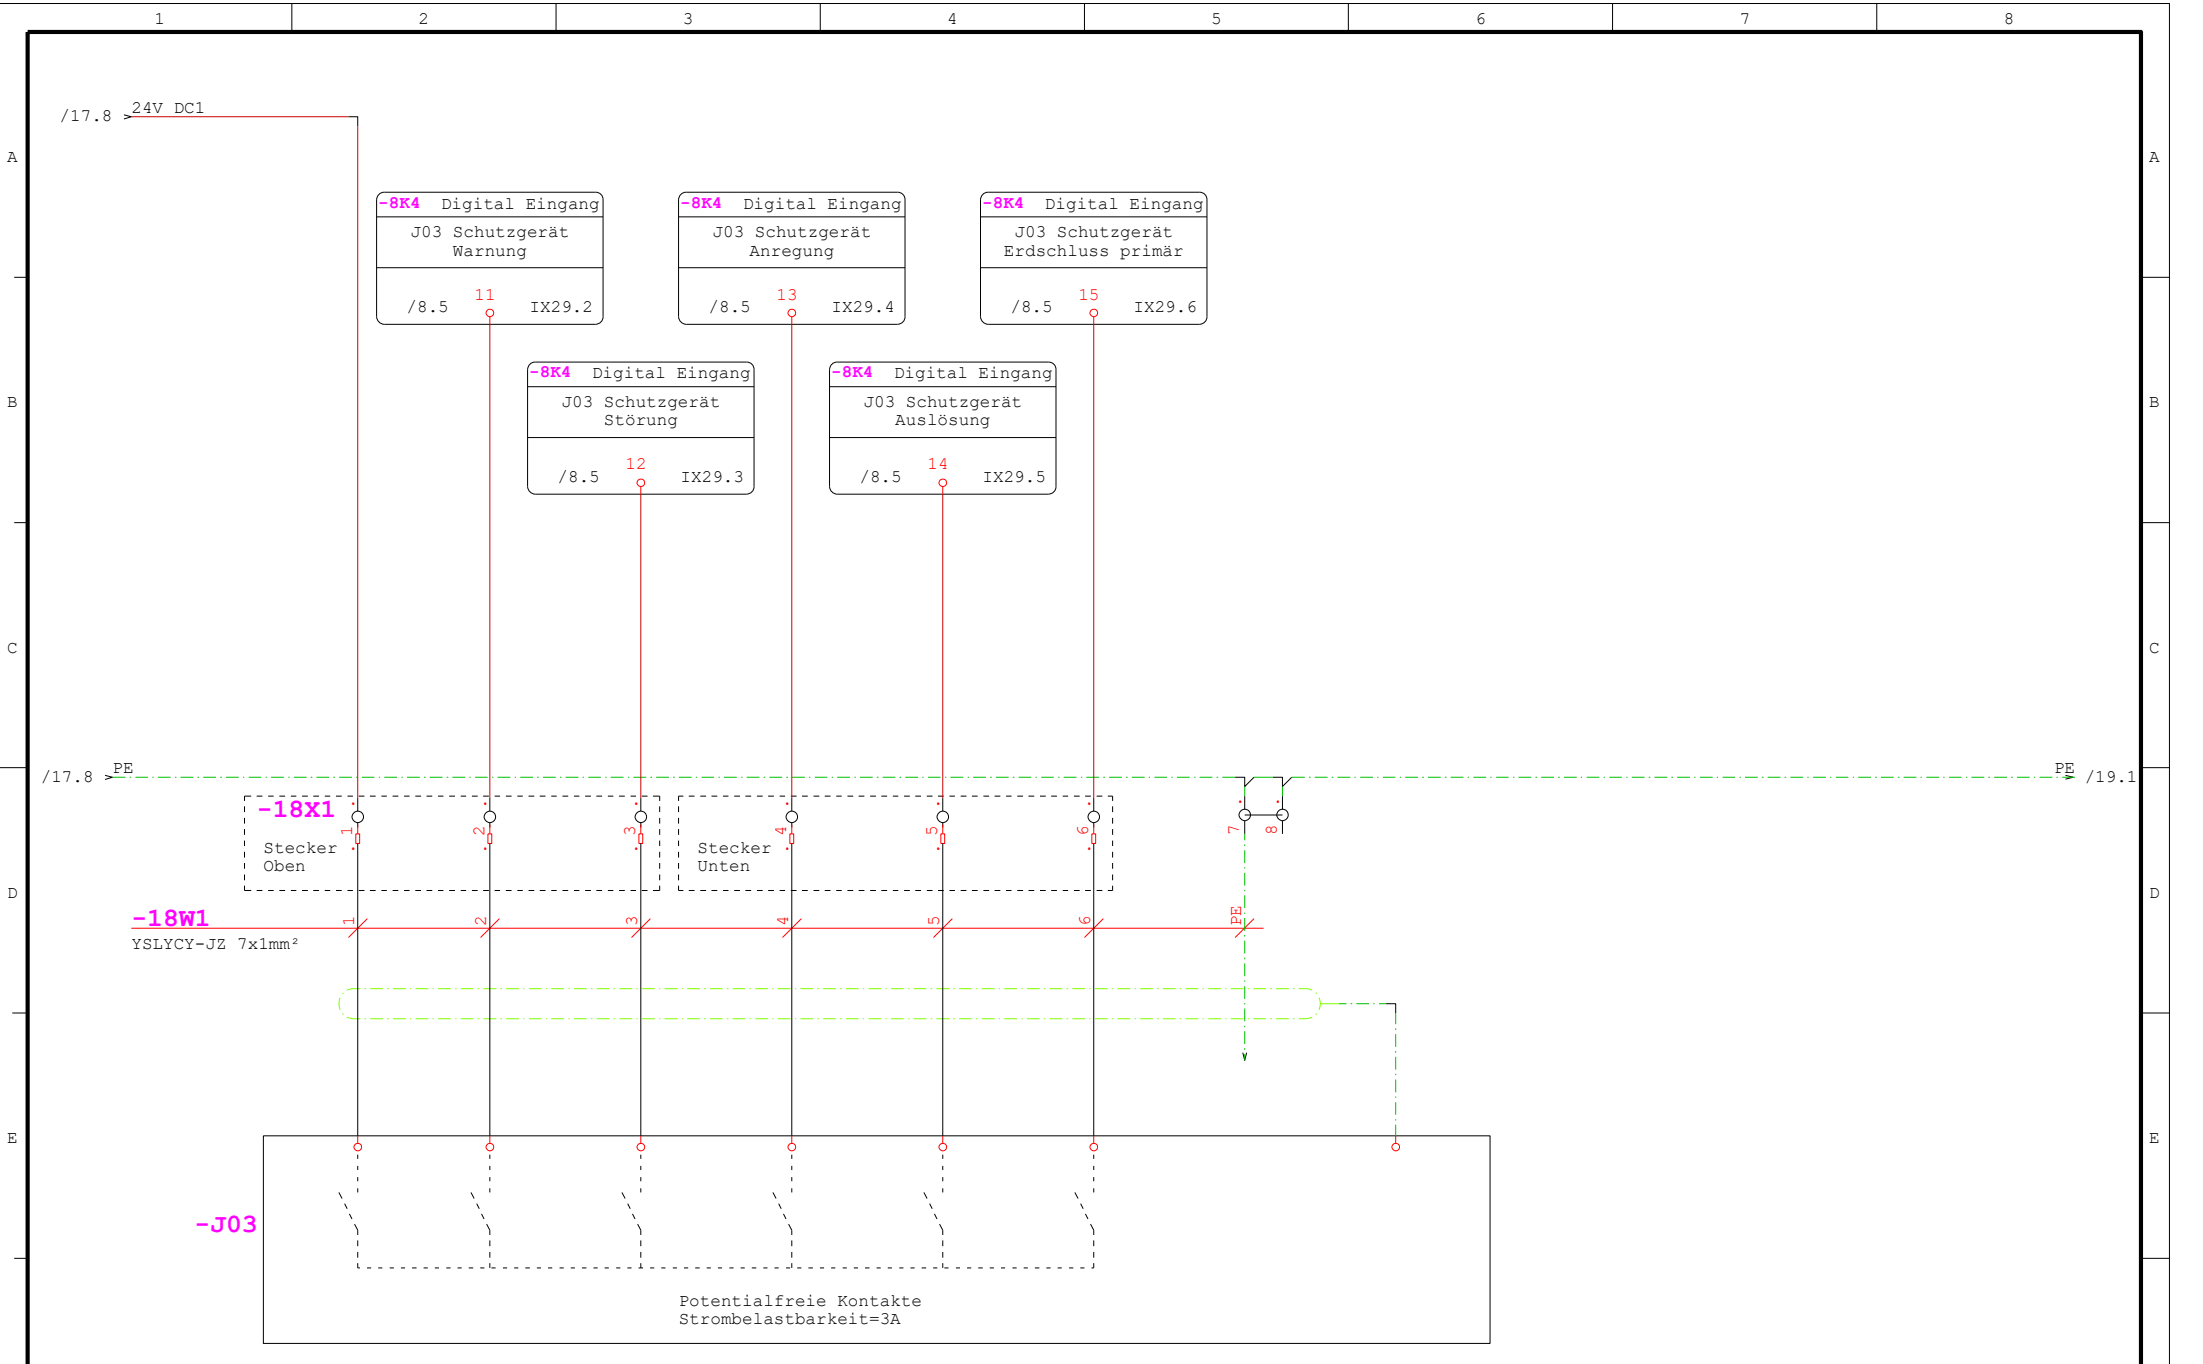 1 2 3 4 5 6 7 8
/17.8 24V DC1
A A
-8K4 Digital Eingang
J03 Schutzgerät
Warnung
/8.5 11 IX29.2
-8K4 Digital Eingang
J03 Schutzgerät
Anregung
/8.5 13 IX29.4
-8K4 Digital Eingang
J03 Schutzgerät
Erdschluss primär
/8.5 15 IX29.6
-8K4 Digital Eingang
J03 Schutzgerät
Störung
/8.5 12 IX29.3
-8K4 Digital Eingang
J03 Schutzgerät
Auslösung
/8.5 14 IX29.5
B B
C C
/17.8 PE PE /19.1
-18X1
1 2 3 4 5 6 7 8
Stecker
Oben
Stecker
Unten
D D
-18W1 1 2 3 4 5 6 PE
YSLYCY-JZ 7x1mm²
E E
-J03
Potentialfreie Kontakte
Strombelastbarkeit=3A